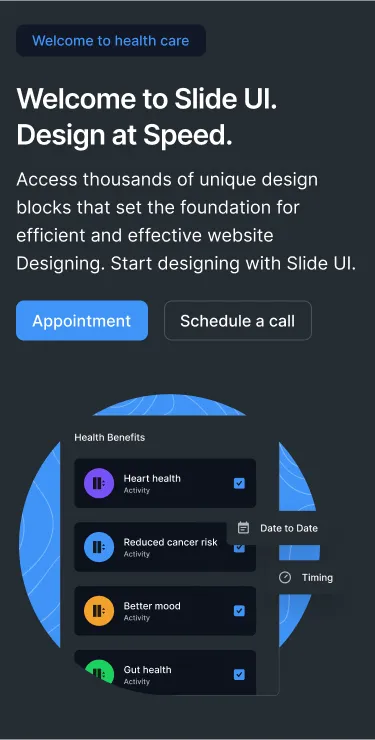 Welcome to health care
Welcome to Slide UI.
Design at Speed.
Access thousands of unique design
blocks that set the foundation for
efficient and effective website
Designing. Start designing with Slide UI.
Appointment
Schedule a call
Health Benefits
Heart health
Activity
Date to Date
Reduced cancer risk
Activity
Timing
Better mood
Activity
Gut health
Activity